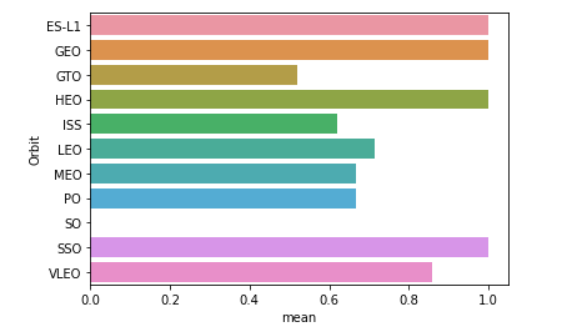 Orbit
ES-L1
GEO
GTO
HEO
ISS
LEO
MEO
PO
SO
SSO
VLEO
0.0 0.2 0.4 0.6 0.8 1.0
mean